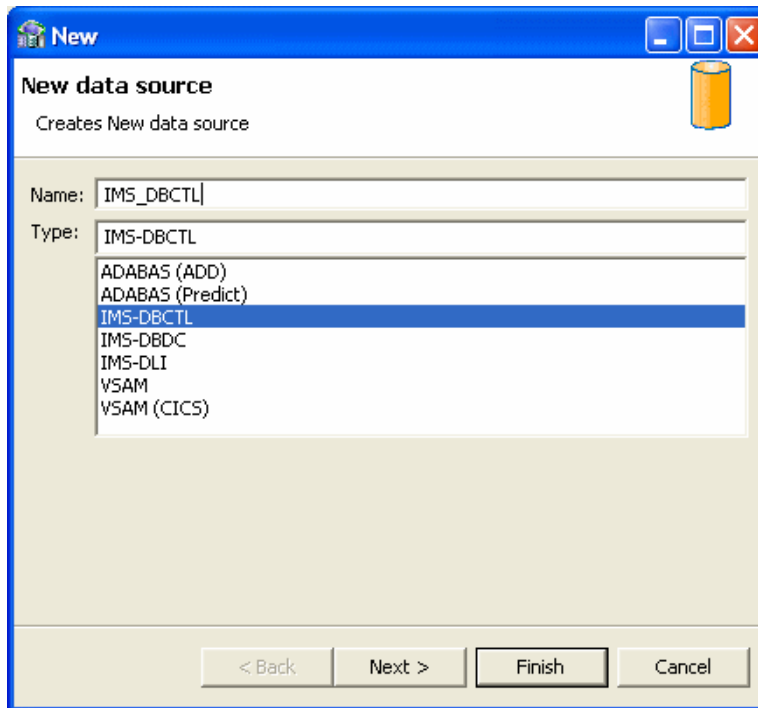 New
New data source
Creates New data source
Name: IMS_DBCTL
Type: IMS-DBCTL
ADABAS (ADD)
ADABAS (Predict)
IMS-DBCTL
IMS-DBDC
IMS-DLI
VSAM
VSAM (CICS)
< Back Next > Finish Cancel